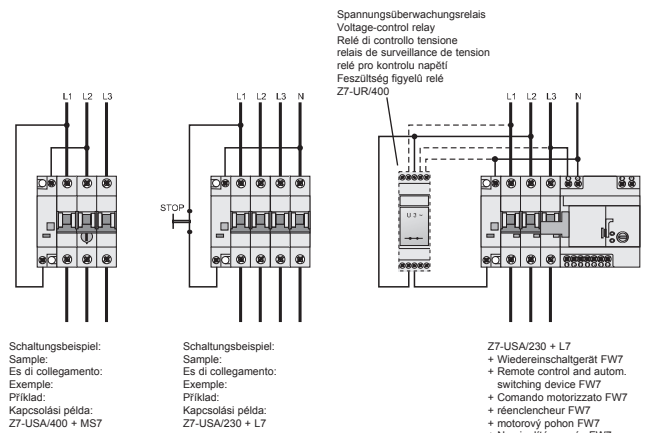 Spannungsüberwachungsrelais
Voltage-control relay
Relé di controllo tensione
relais de surveillance de tension
relé pro kontrolu napětí
Feszültség figyelû relé
Z7-UR/400
L1 L2 L3
L1 L2 L3 N
L1 L2 L3 N
STOP
U 3 ~
Schaltungsbeispiel:
Sample:
Es di collegamento:
Exemple:
Příklad:
Kapcsolási példa:
Z7-USA/400 + MS7
Schaltungsbeispiel:
Sample:
Es di collegamento:
Exemple:
Příklad:
Kapcsolási példa:
Z7-USA/230 + L7
Z7-USA/230 + L7
+ Wiedereinschaltgerät FW7
+ Remote control and autom.
switching device FW7
+ Comando motorizzato FW7
+ réenclencheur FW7
+ motorový pohon FW7